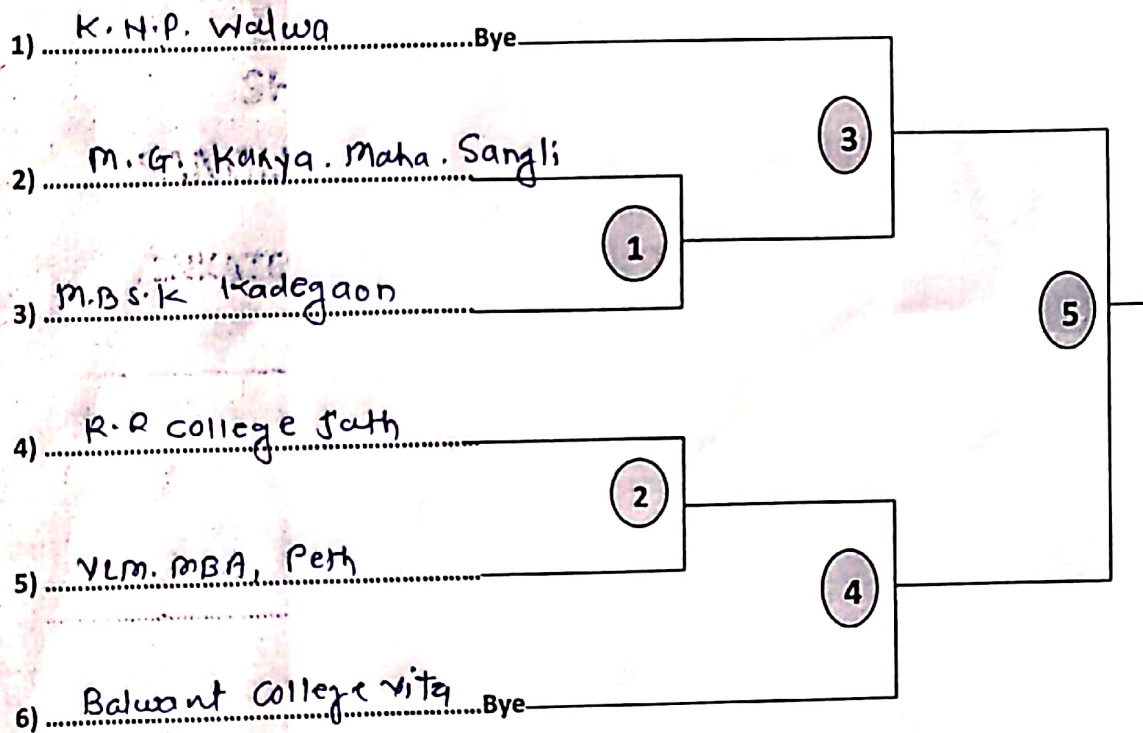 1) K.N.P. Walwa Bye
3
2) M.G. Kanya. Maha. Sangli
1
3) M.B.S.K Kadegaon
5
4) R.R college Jath
2
5) VLM. MBA, Peth
4
6) Balwant College Vita Bye